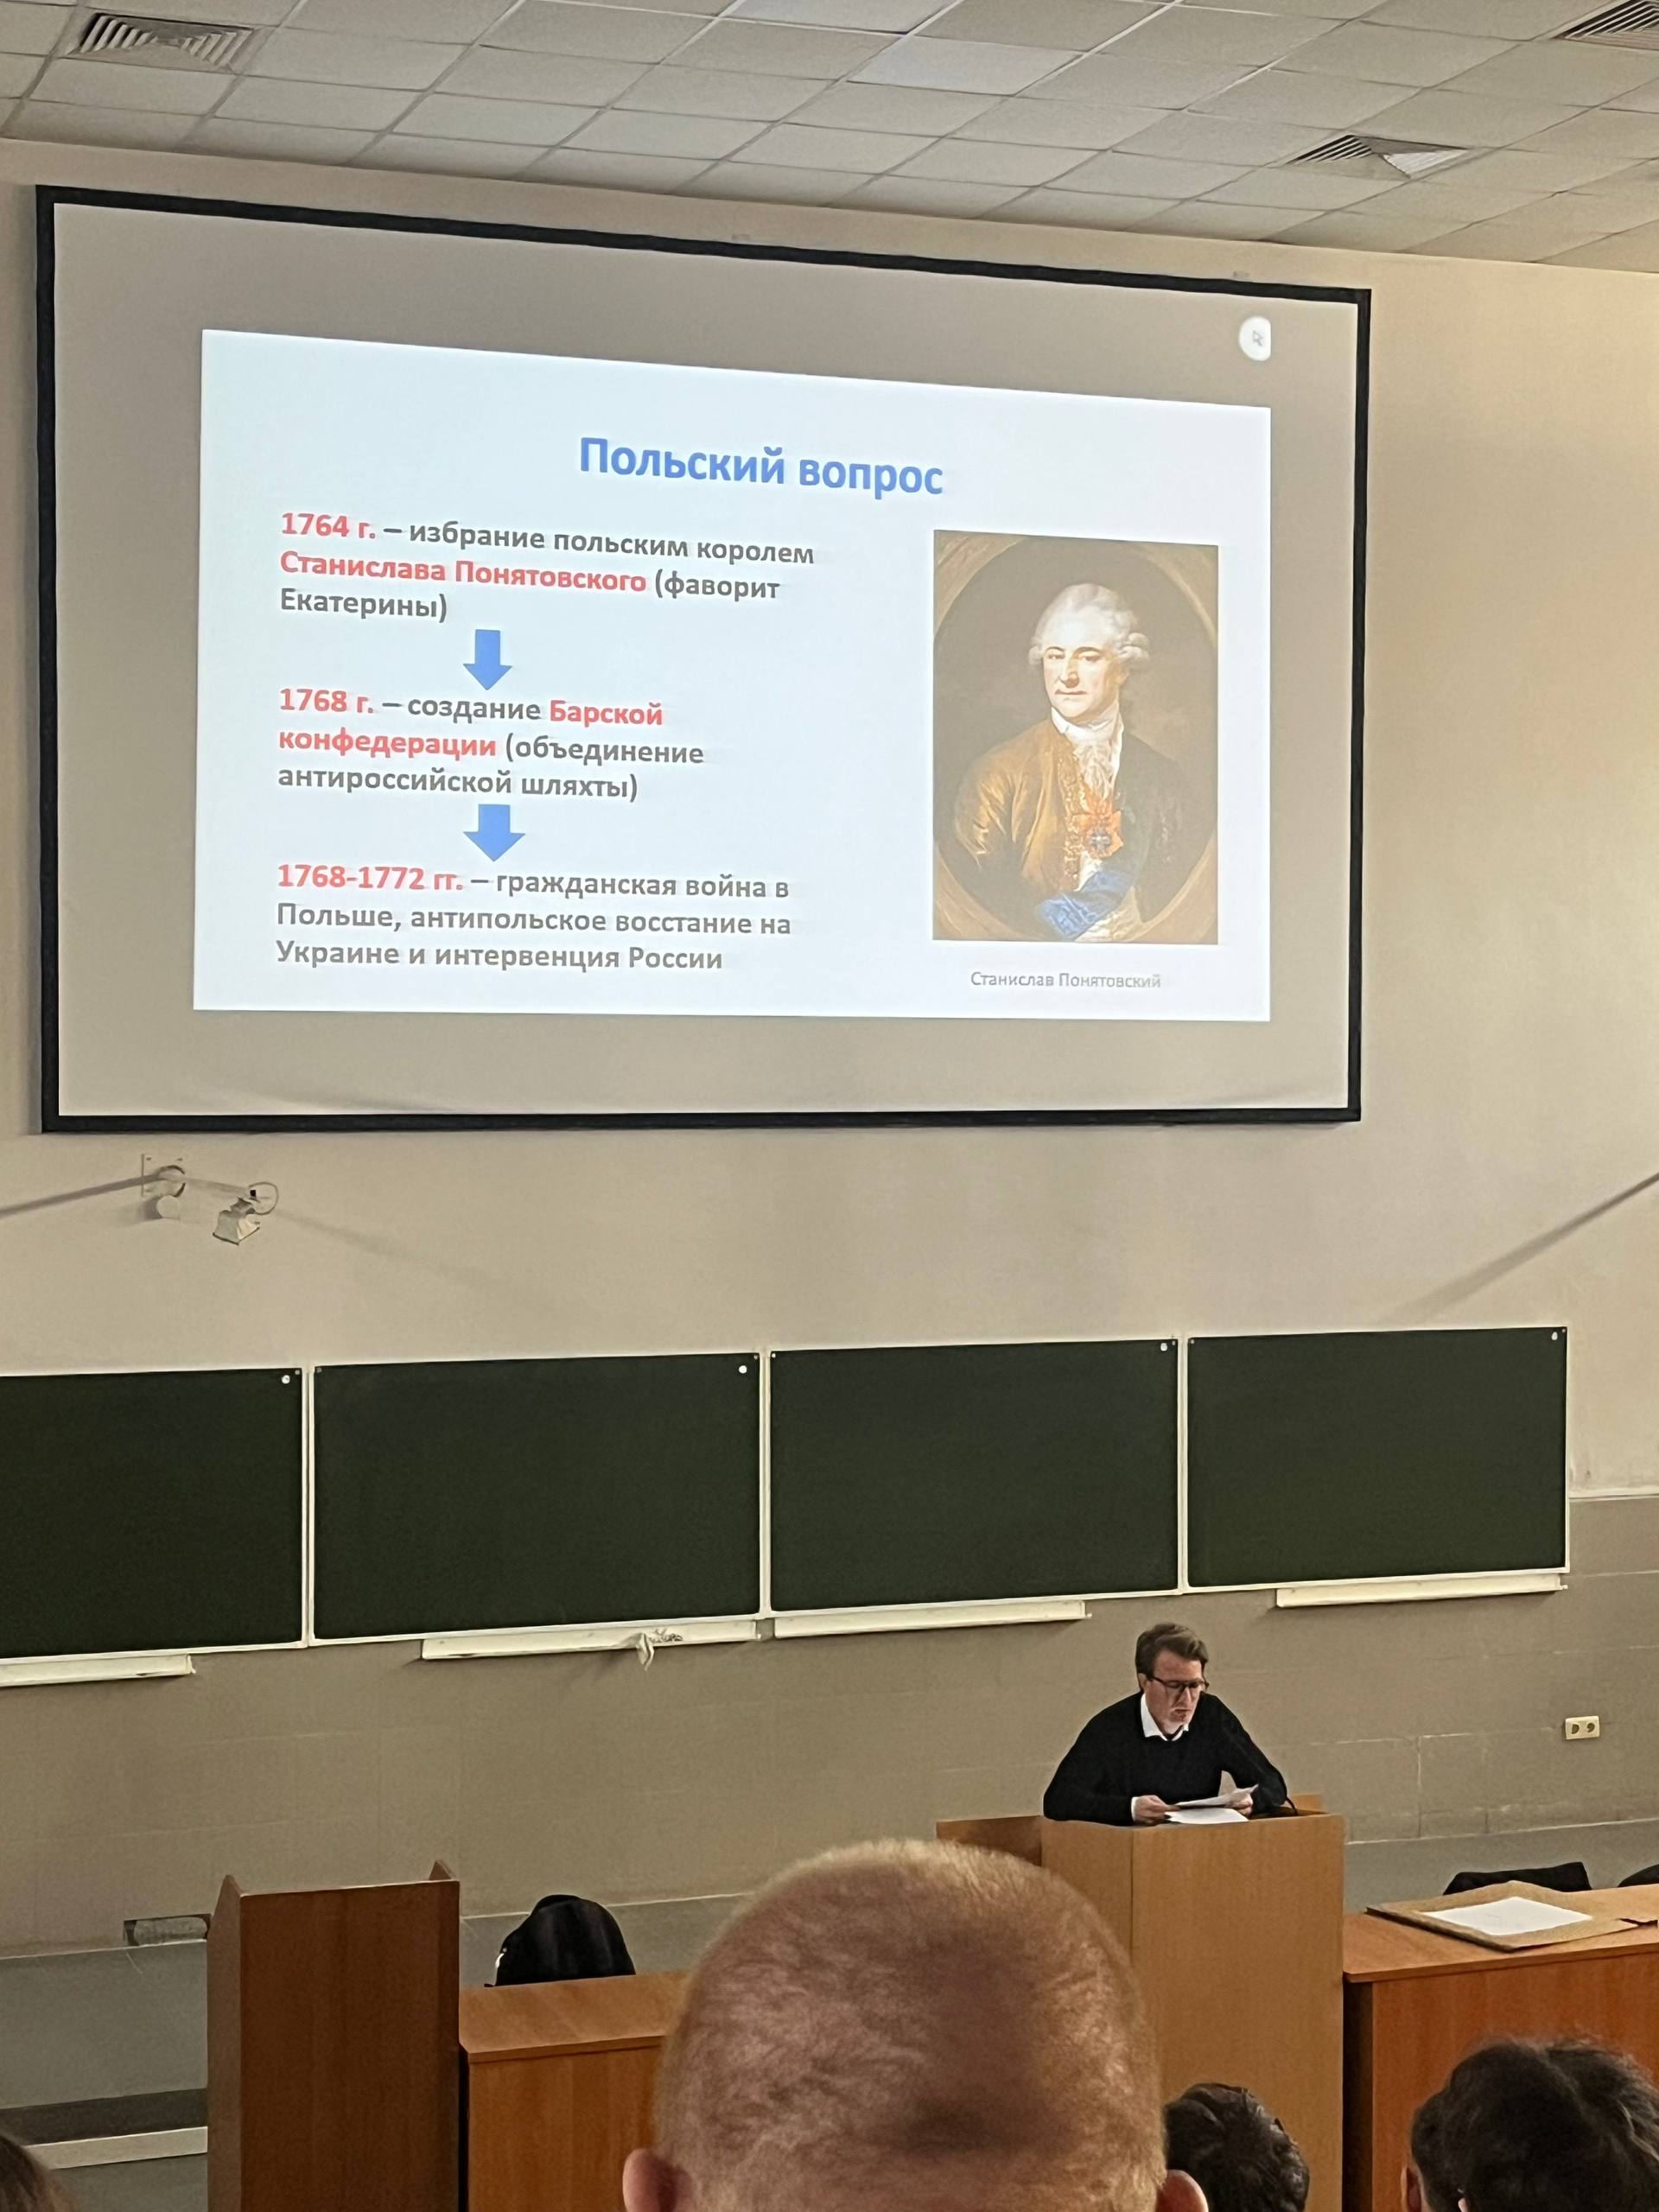 Польский вопрос
1764 г. – избрание польским королем
Станислава Понятовского (фаворит
Екатерины)
1768 г. – создание Барской
конфедерации (объединение
антироссийской шляхты)
1768-1772 гг. – гражданская война в
Польше, антипольское восстание на
Украине и интервенция России
Станислав Понятовский